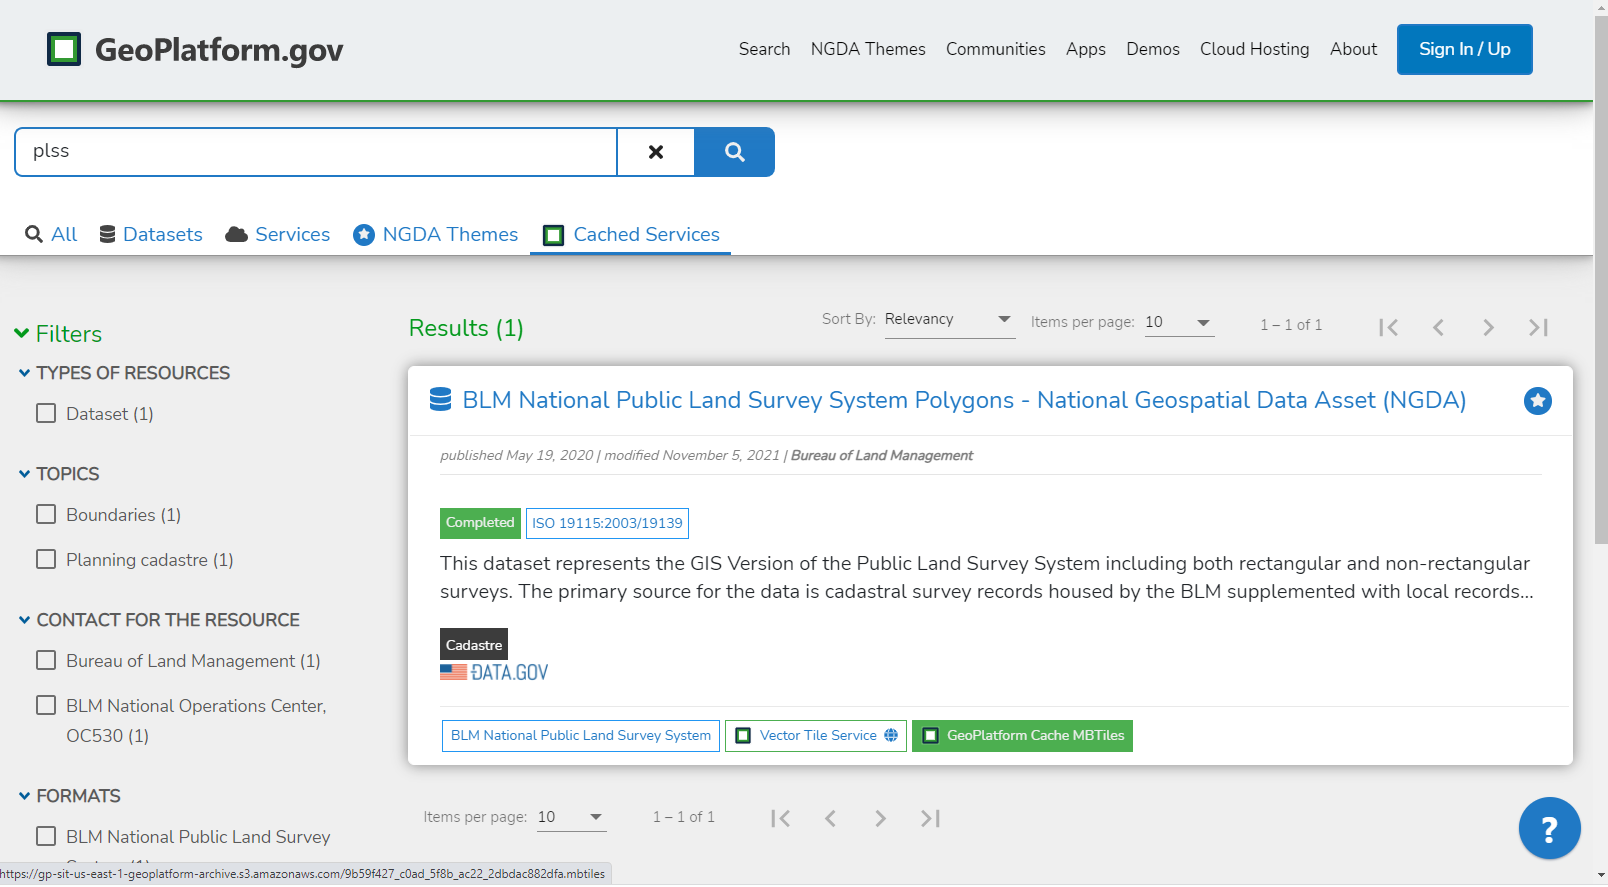 GeoPlatform.gov
Search NGDA Themes Communities Apps Demos Cloud Hosting About Sign In / Up
plss
All Datasets Services NGDA Themes Cached Services
Filters
TYPES OF RESOURCES
Dataset (1)
TOPICS
Boundaries (1)
Planning cadastre (1)
CONTACT FOR THE RESOURCE
Bureau of Land Management (1)
BLM National Operations Center,
OC530 (1)
FORMATS
BLM National Public Land Survey
Results (1)
Sort By: Relevancy Items per page: 10 1 – 1 of 1
BLM National Public Land Survey System Polygons - National Geospatial Data Asset (NGDA)
published May 19, 2020 | modified November 5, 2021 | Bureau of Land Management
Completed ISO 19115:2003/19139
This dataset represents the GIS Version of the Public Land Survey System including both rectangular and non-rectangular
surveys. The primary source for the data is cadastral survey records housed by the BLM supplemented with local records...
Cadastre
DATA.GOV
BLM National Public Land Survey System Vector Tile Service GeoPlatform Cache MBTiles
Items per page: 10 1 – 1 of 1
?
https://gp-sit-us-east-1-geoplatform-archive.s3.amazonaws.com/9b59f427_c0ad_5f8b_ac22_2dbdac882dfa.mbtiles